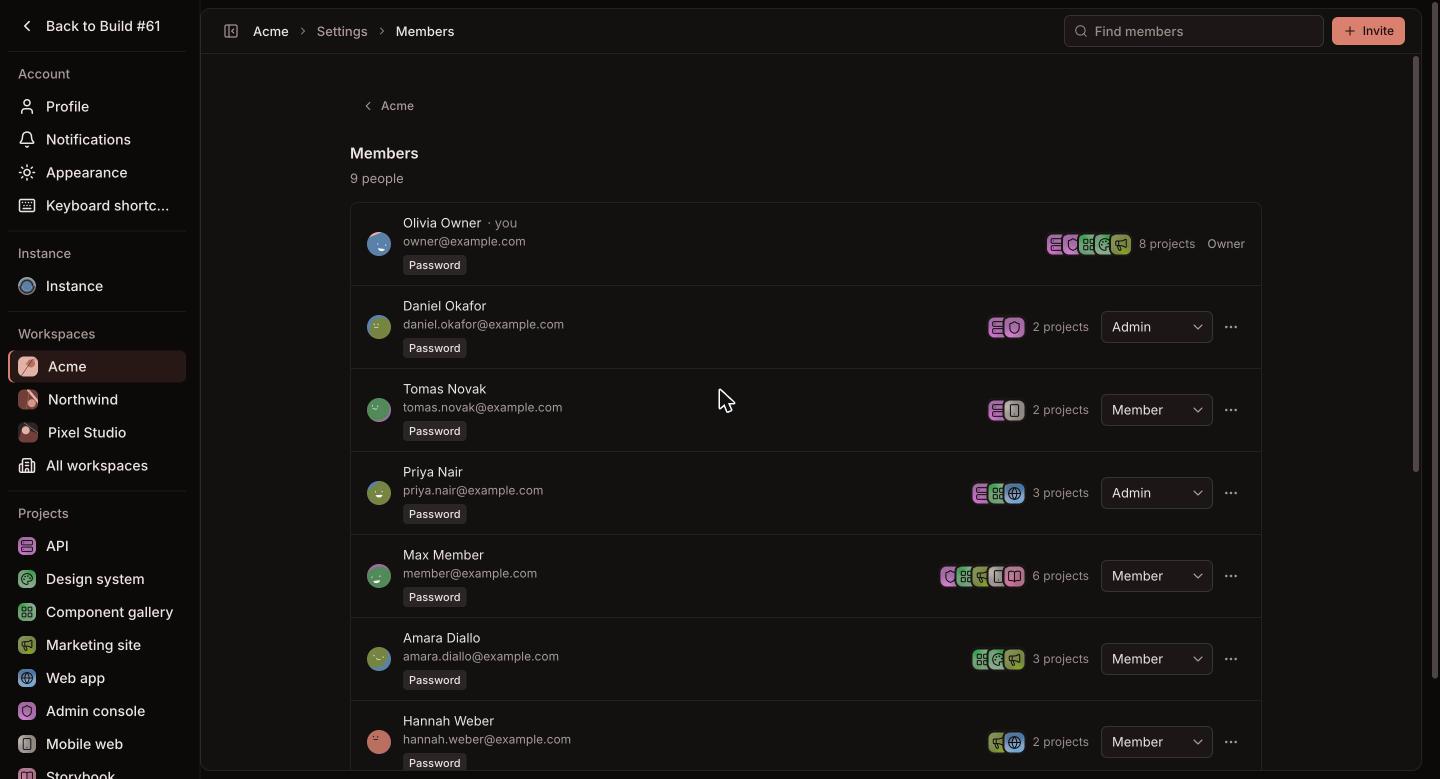 Back to Build #61
Account
Profile
Notifications
Appearance
Keyboard shortc...
Instance
Instance
Workspaces
Acme
Northwind
Pixel Studio
All workspaces
Projects
API
Design system
Component gallery
Marketing site
Web app
Admin console
Mobile web
Storybook
Acme > Settings > Members
Find members
+ Invite
< Acme
Members
9 people
Olivia Owner · you
owner@example.com
Password
8 projects Owner
Daniel Okafor
daniel.okafor@example.com
Password
2 projects Admin
Tomas Novak
tomas.novak@example.com
Password
2 projects Member
Priya Nair
priya.nair@example.com
Password
3 projects Admin
Max Member
member@example.com
Password
6 projects Member
Amara Diallo
amara.diallo@example.com
Password
3 projects Member
Hannah Weber
hannah.weber@example.com
Password
2 projects Member